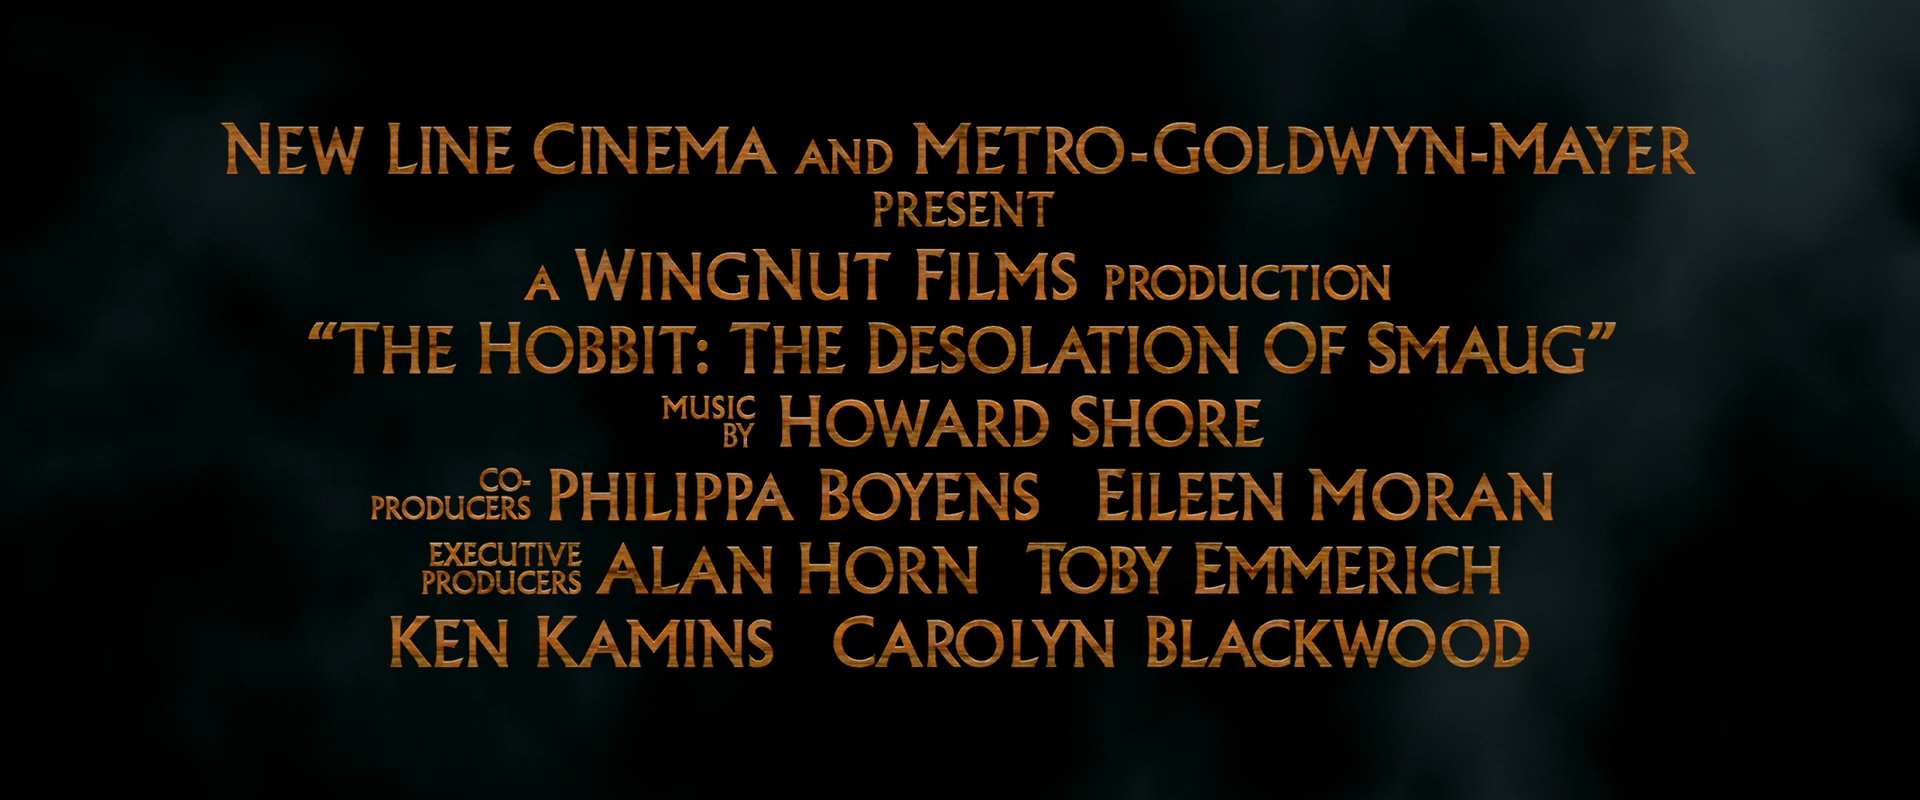 New Line Cinema and Metro-Goldwyn-Mayer
present
a WingNut Films production
“The Hobbit: The Desolation Of Smaug”
music by Howard Shore
co-producers Philippa Boyens Eileen Moran
executive producers Alan Horn Toby Emmerich
Ken Kamins Carolyn Blackwood